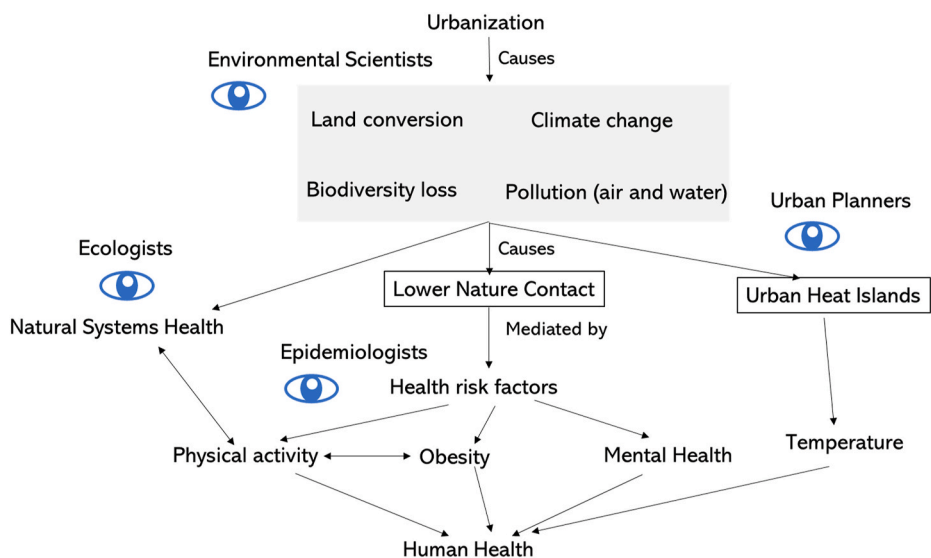 Urbanization
Causes
Environmental Scientists
Land conversion
Climate change
Biodiversity loss
Pollution (air and water)
Urban Planners
Ecologists
Causes
Lower Nature Contact
Urban Heat Islands
Natural Systems Health
Mediated by
Epidemiologists
Health risk factors
Physical activity
Obesity
Mental Health
Temperature
Human Health